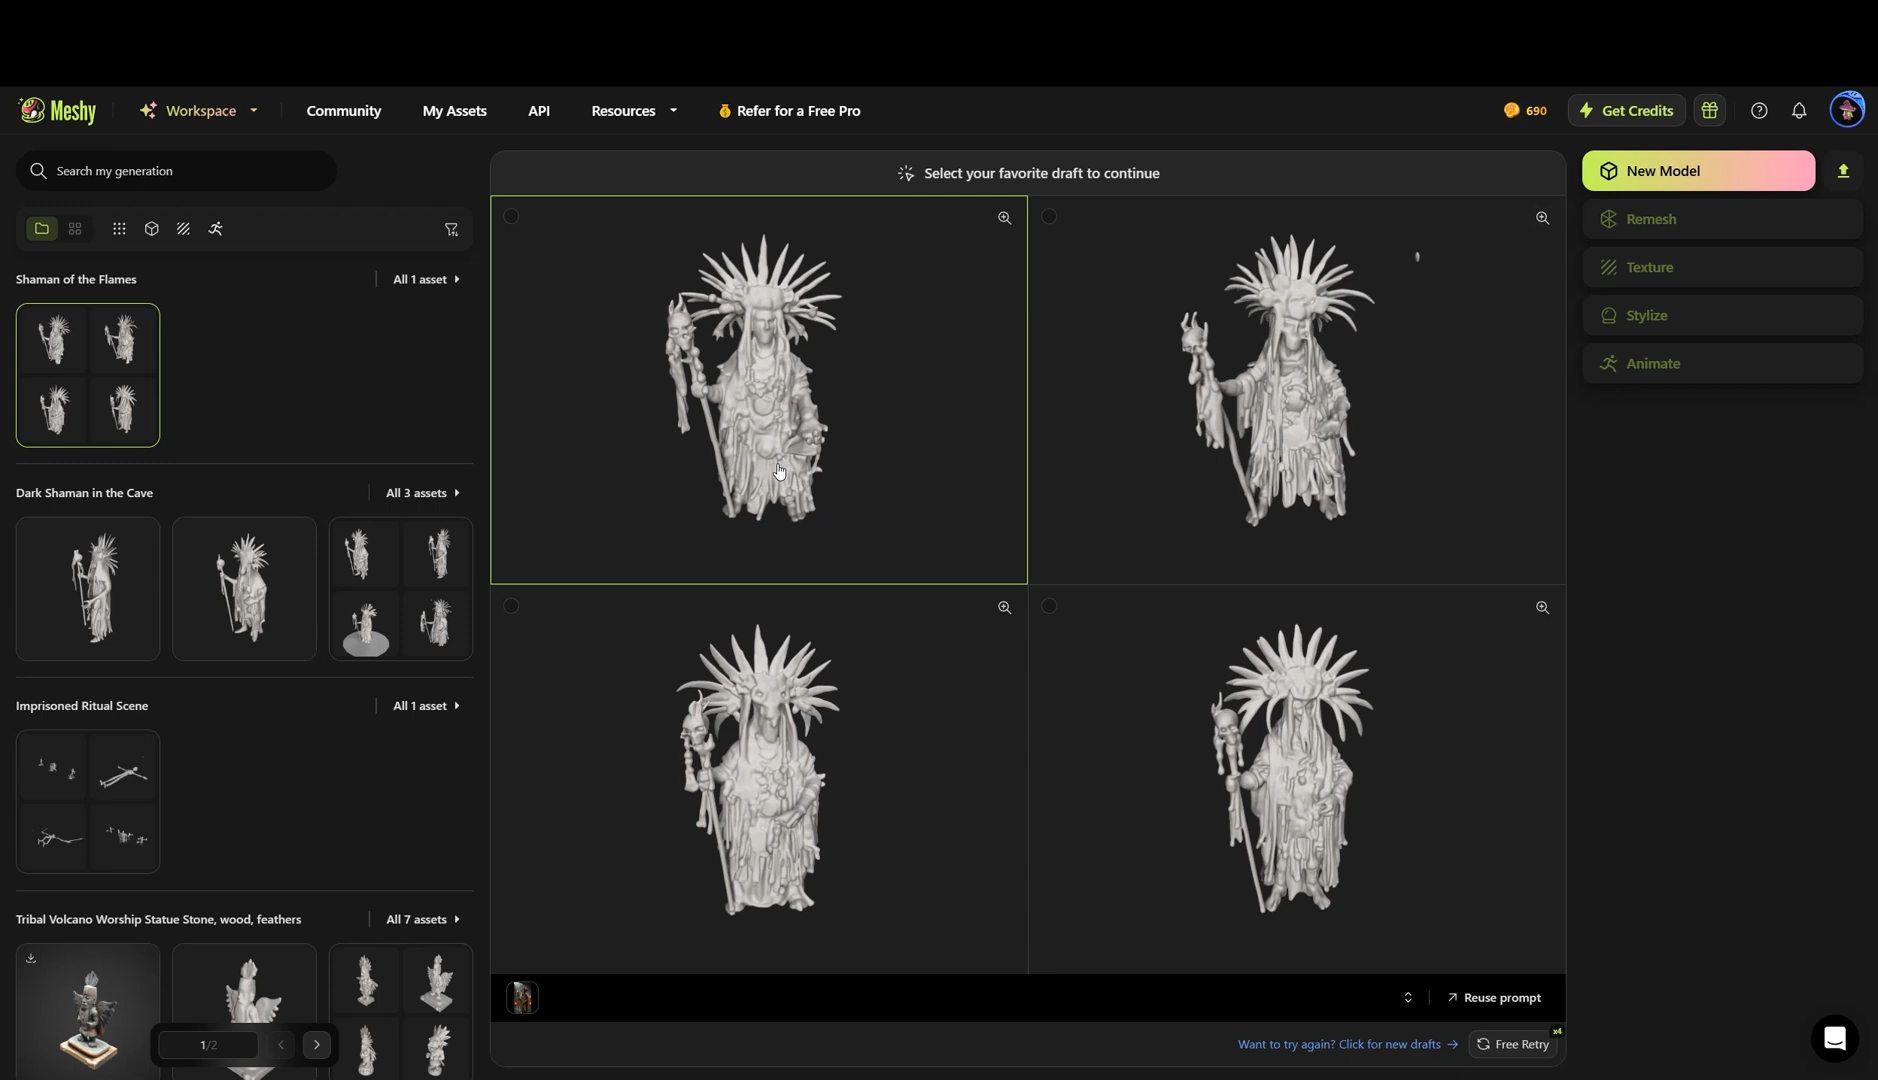 Meshy
Workspace
Community
My Assets
API
Resources
Refer for a Free Pro
690
Get Credits
Search my generation
Select your favorite draft to continue
New Model
Remesh
Texture
Stylize
Animate
Shaman of the Flames
All 1 asset
Dark Shaman in the Cave
All 3 assets
Imprisoned Ritual Scene
All 1 asset
Tribal Volcano Worship Statue Stone, wood, feathers
All 7 assets
1/2
Reuse prompt
Want to try again? Click for new drafts →
Free Retry
x4